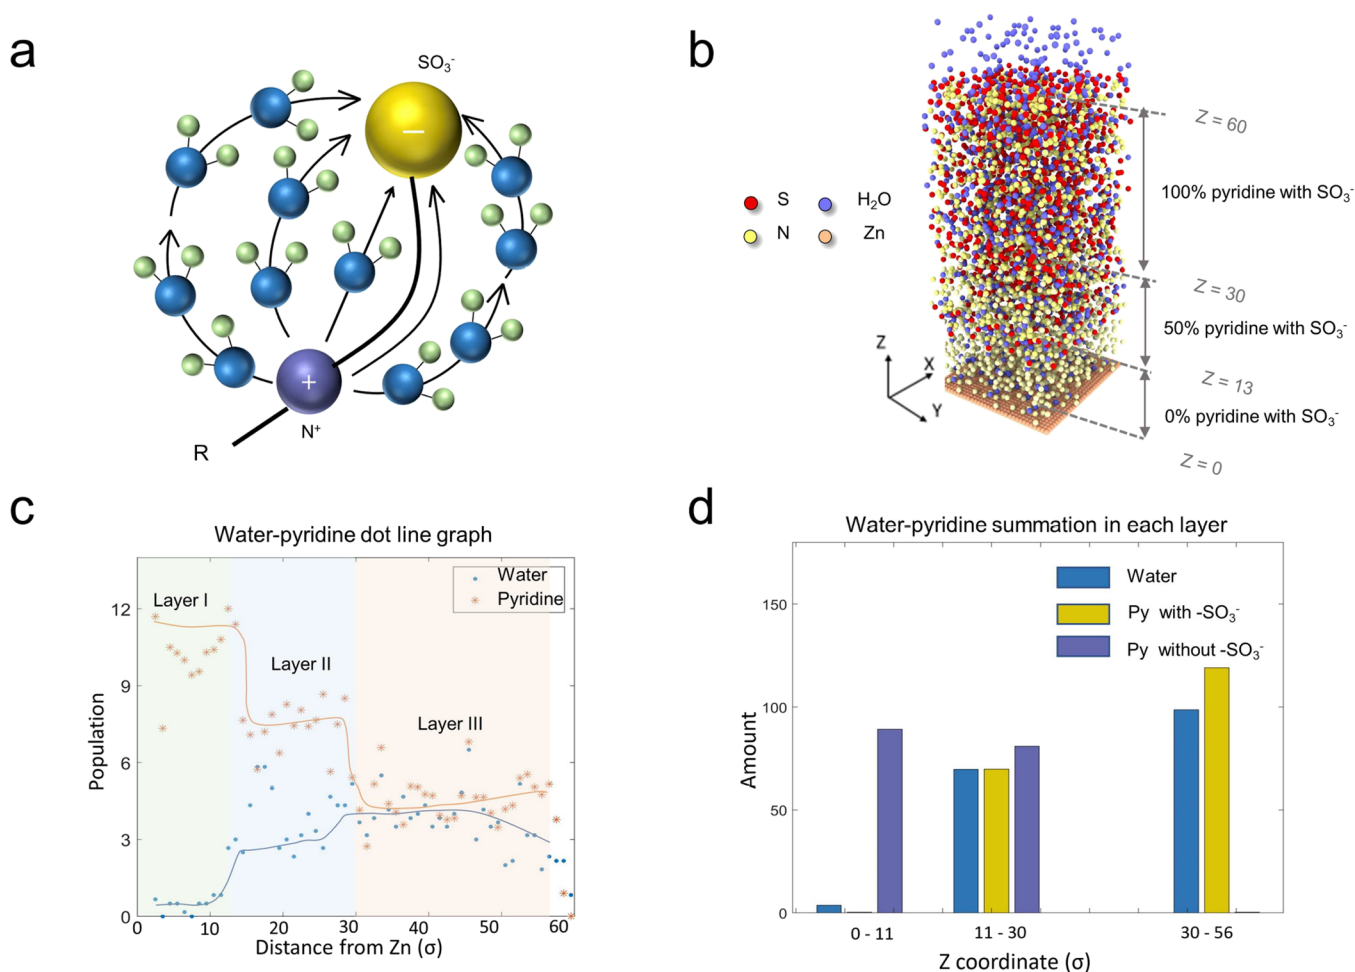 a
SO₃⁻
−
+
N⁺
R
b
S
H₂O
N
Zn
Z = 60
100% pyridine with SO₃⁻
Z = 30
50% pyridine with SO₃⁻
Z = 13
0% pyridine with SO₃⁻
Z = 0
Z
X
Y
c
Water-pyridine dot line graph
Water
Pyridine
Layer I
Layer II
Layer III
Population
12
9
6
3
0
0
10
20
30
40
50
60
Distance from Zn (σ)
d
Water-pyridine summation in each layer
Water
Py with -SO₃⁻
Py without -SO₃⁻
Amount
150
100
50
0
0 - 11
11 - 30
30 - 56
Z coordinate (σ)